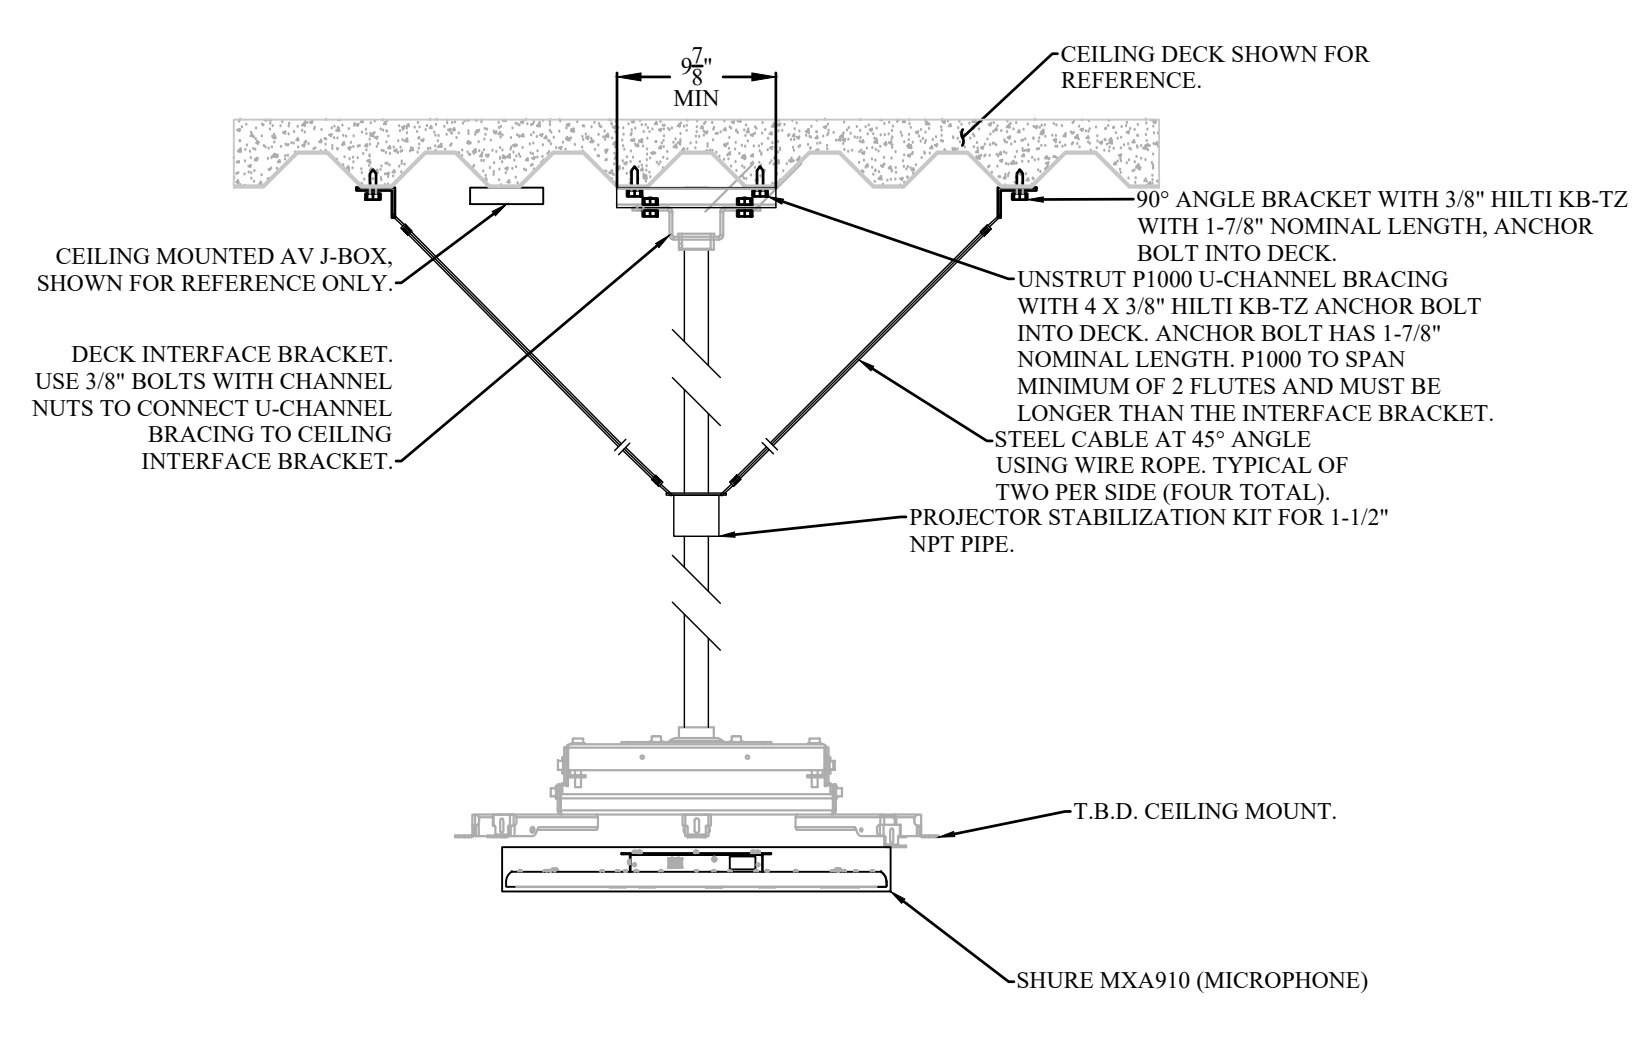 9 7/8"
MIN
CEILING DECK SHOWN FOR
REFERENCE.
90° ANGLE BRACKET WITH 3/8" HILTI KB-TZ
WITH 1-7/8" NOMINAL LENGTH, ANCHOR
BOLT INTO DECK.
CEILING MOUNTED AV J-BOX,
SHOWN FOR REFERENCE ONLY.
UNSTRUT P1000 U-CHANNEL BRACING
WITH 4 X 3/8" HILTI KB-TZ ANCHOR BOLT
INTO DECK. ANCHOR BOLT HAS 1-7/8"
NOMINAL LENGTH. P1000 TO SPAN
MINIMUM OF 2 FLUTES AND MUST BE
LONGER THAN THE INTERFACE BRACKET.
DECK INTERFACE BRACKET.
USE 3/8" BOLTS WITH CHANNEL
NUTS TO CONNECT U-CHANNEL
BRACING TO CEILING
INTERFACE BRACKET.
STEEL CABLE AT 45° ANGLE
USING WIRE ROPE. TYPICAL OF
TWO PER SIDE (FOUR TOTAL).
PROJECTOR STABILIZATION KIT FOR 1-1/2"
NPT PIPE.
T.B.D. CEILING MOUNT.
SHURE MXA910 (MICROPHONE)